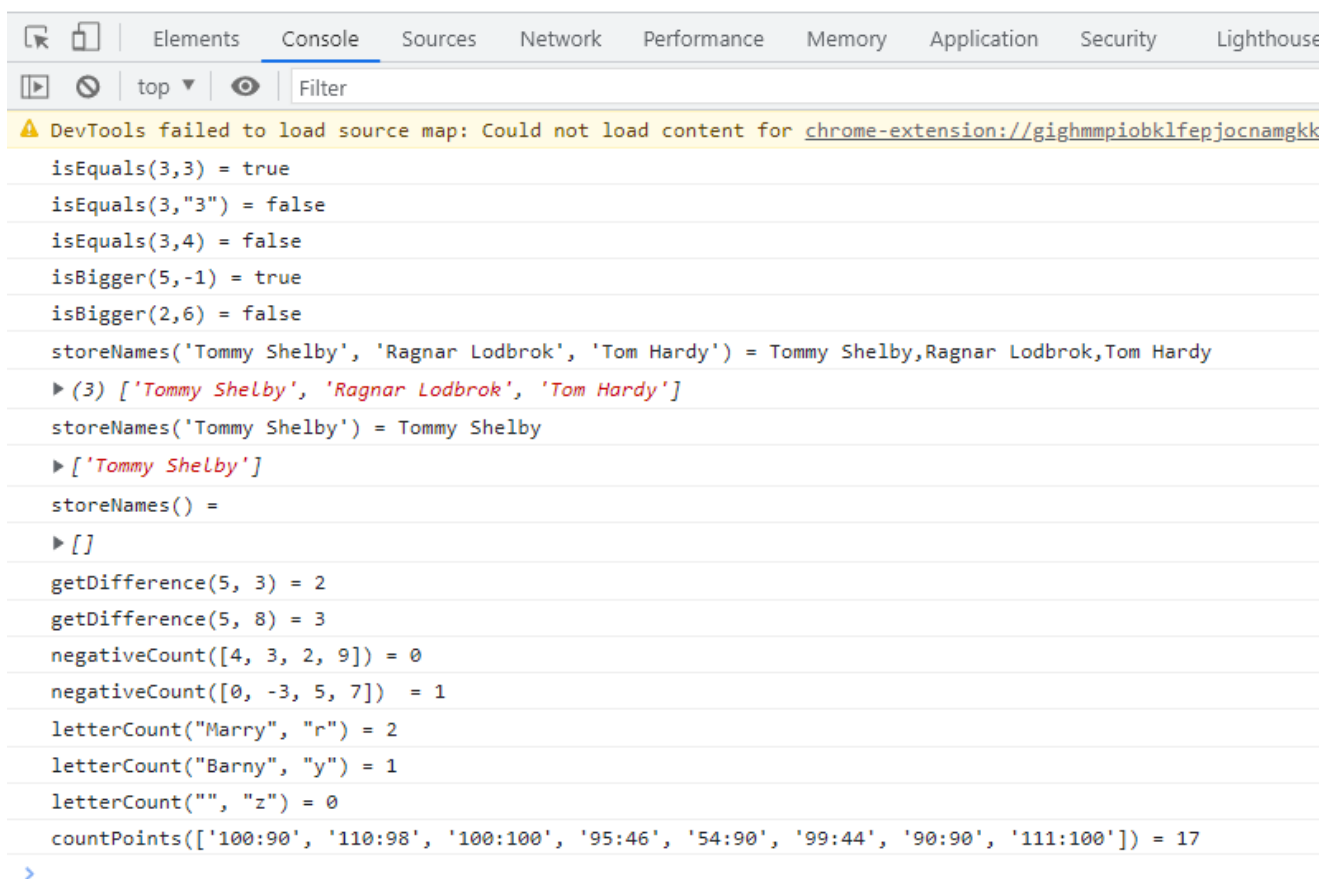 Elements Console Sources Network Performance Memory Application Security Lighthouse
top Filter
DevTools failed to load source map: Could not load content for chrome-extension://gighmmpiobklfepjocnamgkk
isEquals(3,3) = true
isEquals(3,"3") = false
isEquals(3,4) = false
isBigger(5,-1) = true
isBigger(2,6) = false
storeNames('Tommy Shelby', 'Ragnar Lodbrok', 'Tom Hardy') = Tommy Shelby,Ragnar Lodbrok,Tom Hardy
(3) ['Tommy Shelby', 'Ragnar Lodbrok', 'Tom Hardy']
storeNames('Tommy Shelby') = Tommy Shelby
['Tommy Shelby']
storeNames() =
[]
getDifference(5, 3) = 2
getDifference(5, 8) = 3
negativeCount([4, 3, 2, 9]) = 0
negativeCount([0, -3, 5, 7])  = 1
letterCount("Marry", "r") = 2
letterCount("Barny", "y") = 1
letterCount("", "z") = 0
countPoints(['100:90', '110:98', '100:100', '95:46', '54:90', '99:44', '90:90', '111:100']) = 17